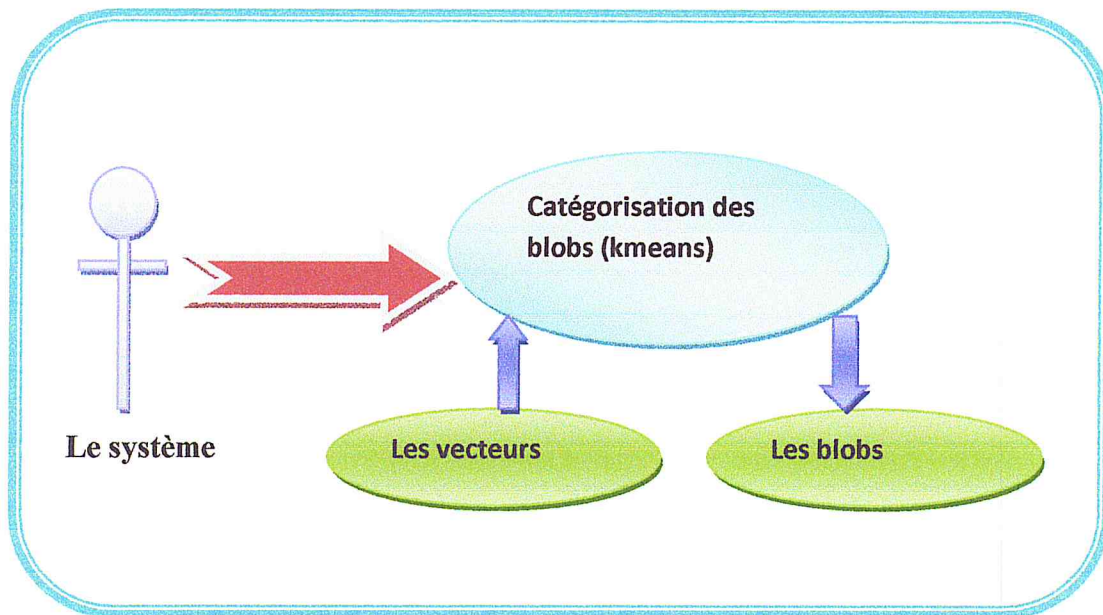 Catégorisation des
blobs (kmeans)
Le système
Les vecteurs
Les blobs